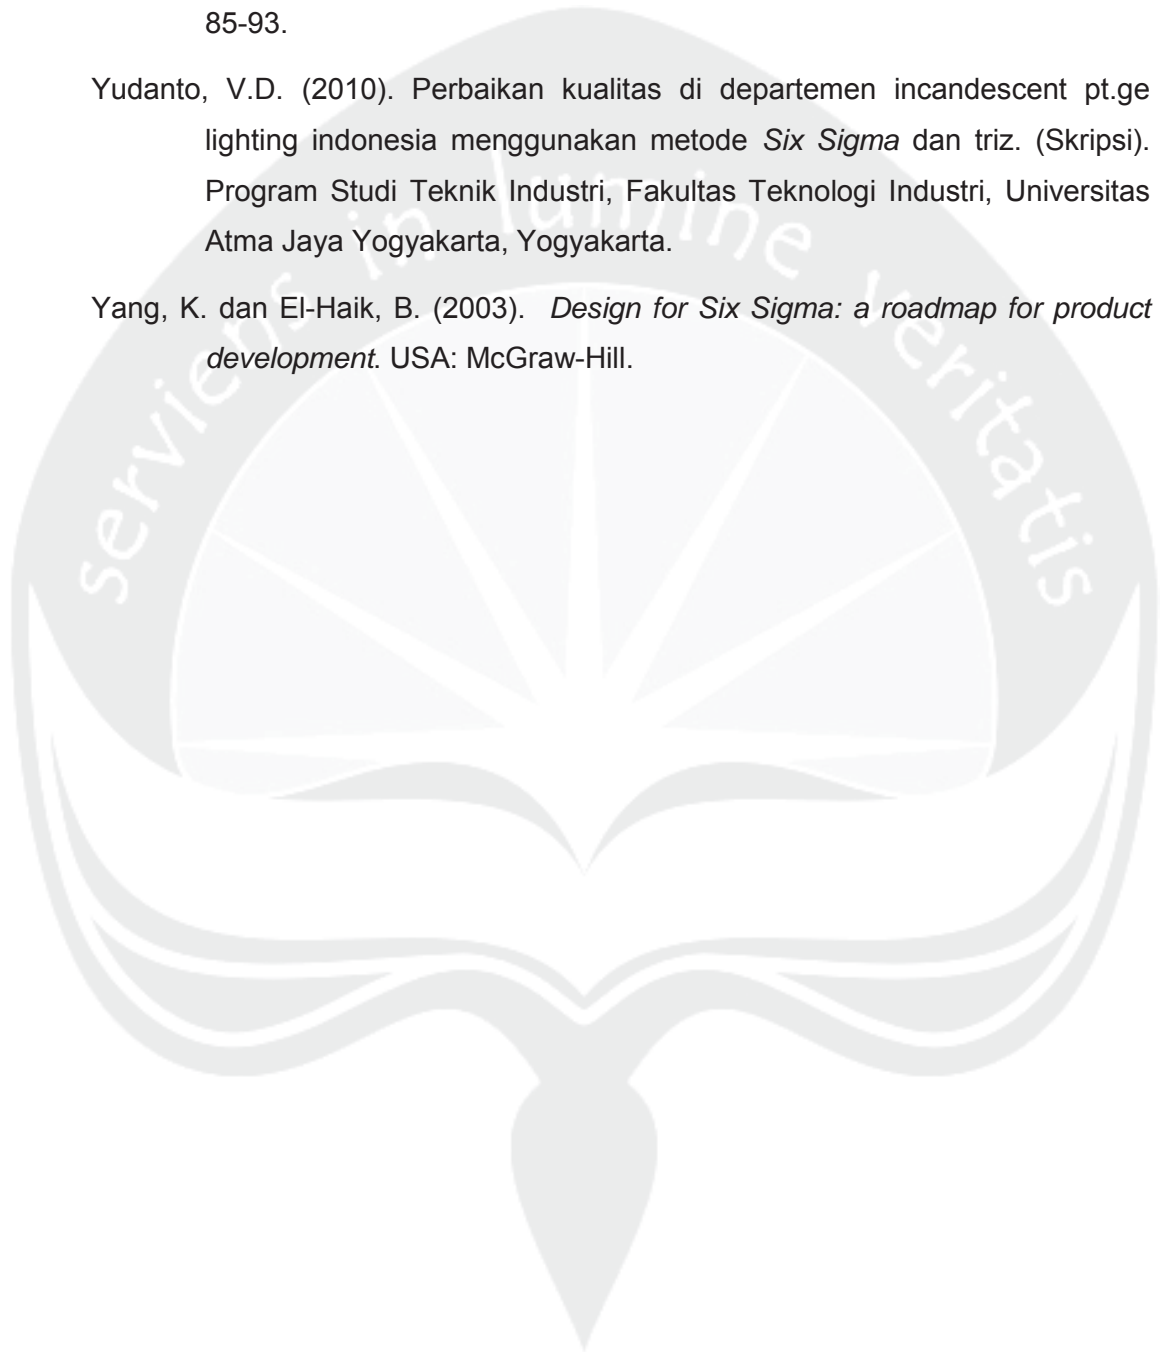 85-93.
Yudanto, V.D. (2010). Perbaikan kualitas di departemen incandescent pt.ge
lighting indonesia menggunakan metode Six Sigma dan triz. (Skripsi).
Program Studi Teknik Industri, Fakultas Teknologi Industri, Universitas
Atma Jaya Yogyakarta, Yogyakarta.
Yang, K. dan El-Haik, B. (2003). Design for Six Sigma: a roadmap for product
development. USA: McGraw-Hill.
serviens in lumine veritatis